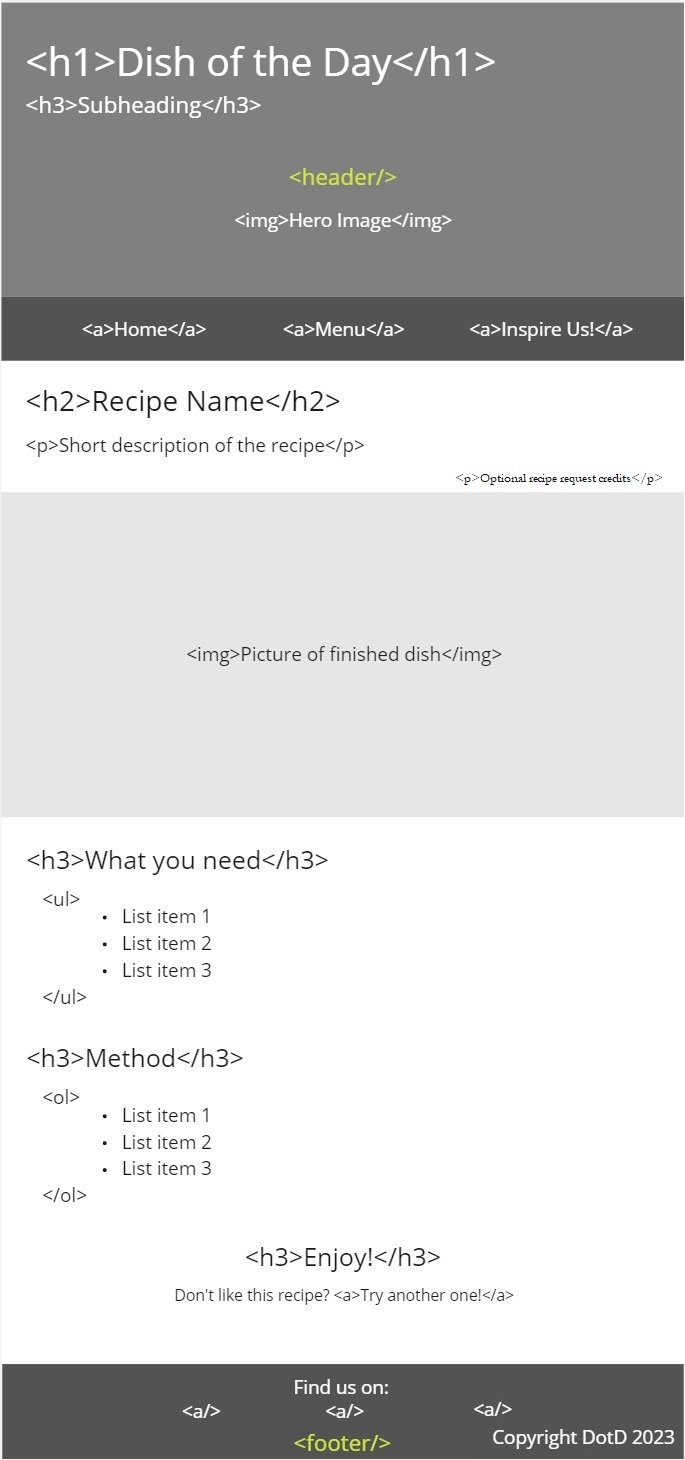 <h1>Dish of the Day</h1>
<h3>Subheading</h3>
<header/>
<img>Hero Image</img>
<a>Home</a> <a>Menu</a> <a>Inspire Us!</a>
<h2>Recipe Name</h2>
<p>Short description of the recipe</p>
<p>Optional recipe request credits</p>
<img>Picture of finished dish</img>
<h3>What you need</h3>
<ul>
• List item 1
• List item 2
• List item 3
</ul>
<h3>Method</h3>
<ol>
• List item 1
• List item 2
• List item 3
</ol>
<h3>Enjoy!</h3>
Don't like this recipe? <a>Try another one!</a>
Find us on:
<a/> <a/> <a/>
<footer/>
Copyright DotD 2023